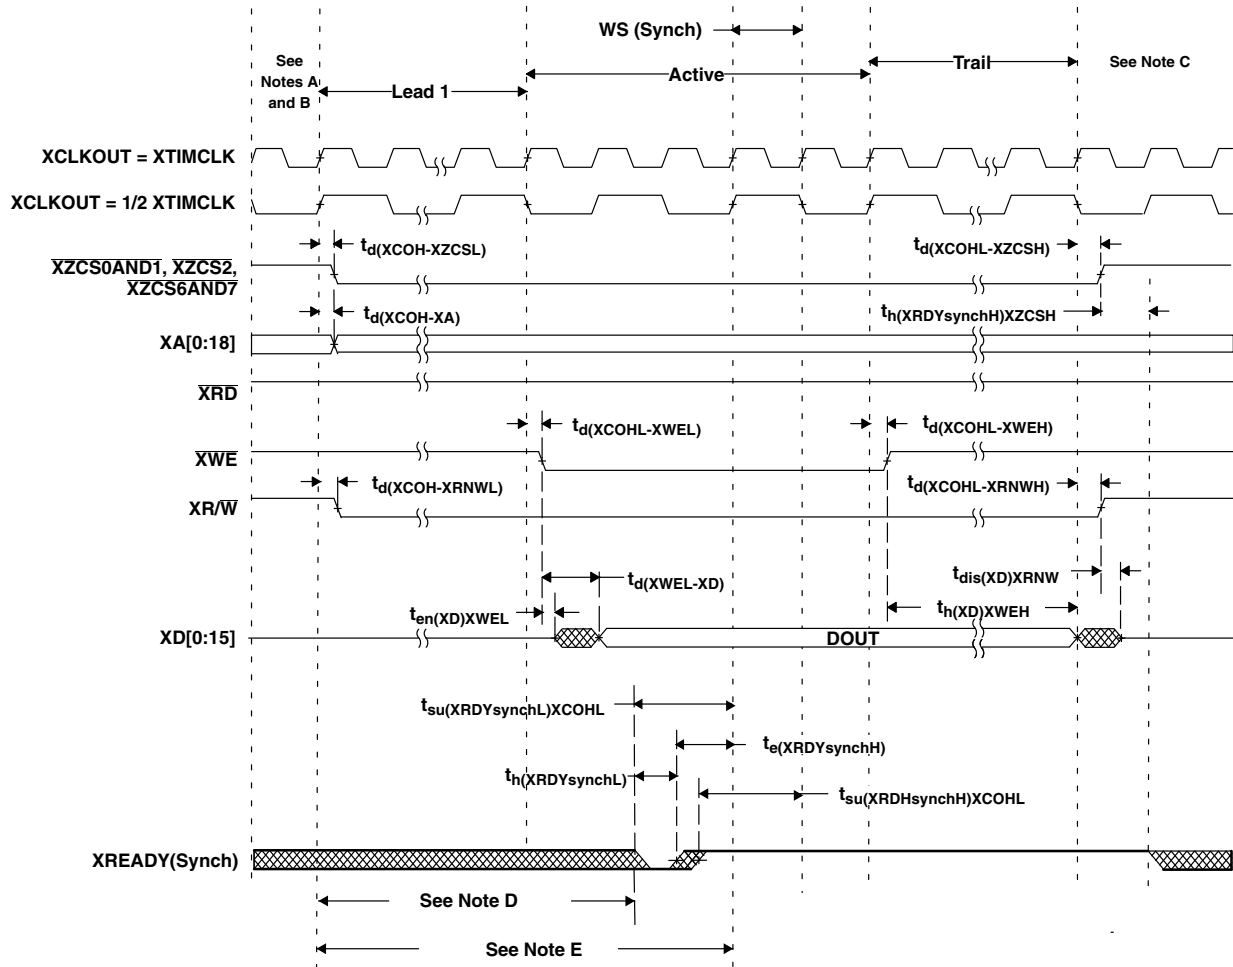 WS (Synch)
See
Notes A
and B
Lead 1
Active
Trail
See Note C
XCLKOUT = XTIMCLK
XCLKOUT = 1/2 XTIMCLK
td(XCOH-XZCSL)
td(XCOHL-XZCSH)
XZCS0AND1, XZCS2,
XZCS6AND7
td(XCOH-XA)
th(XRDYsynchH)XZCSH
XA[0:18]
XRD
td(XCOHL-XWEL)
td(XCOHL-XWEH)
XWE
td(XCOH-XRNWL)
td(XCOHL-XRNWH)
XR/W
td(XWEL-XD)
tdis(XD)XRNW
ten(XD)XWEL
th(XD)XWEH
XD[0:15]
DOUT
tsu(XRDYsynchL)XCOHL
te(XRDYsynchH)
th(XRDYsynchL)
tsu(XRDHsynchH)XCOHL
XREADY(Synch)
See Note D
See Note E